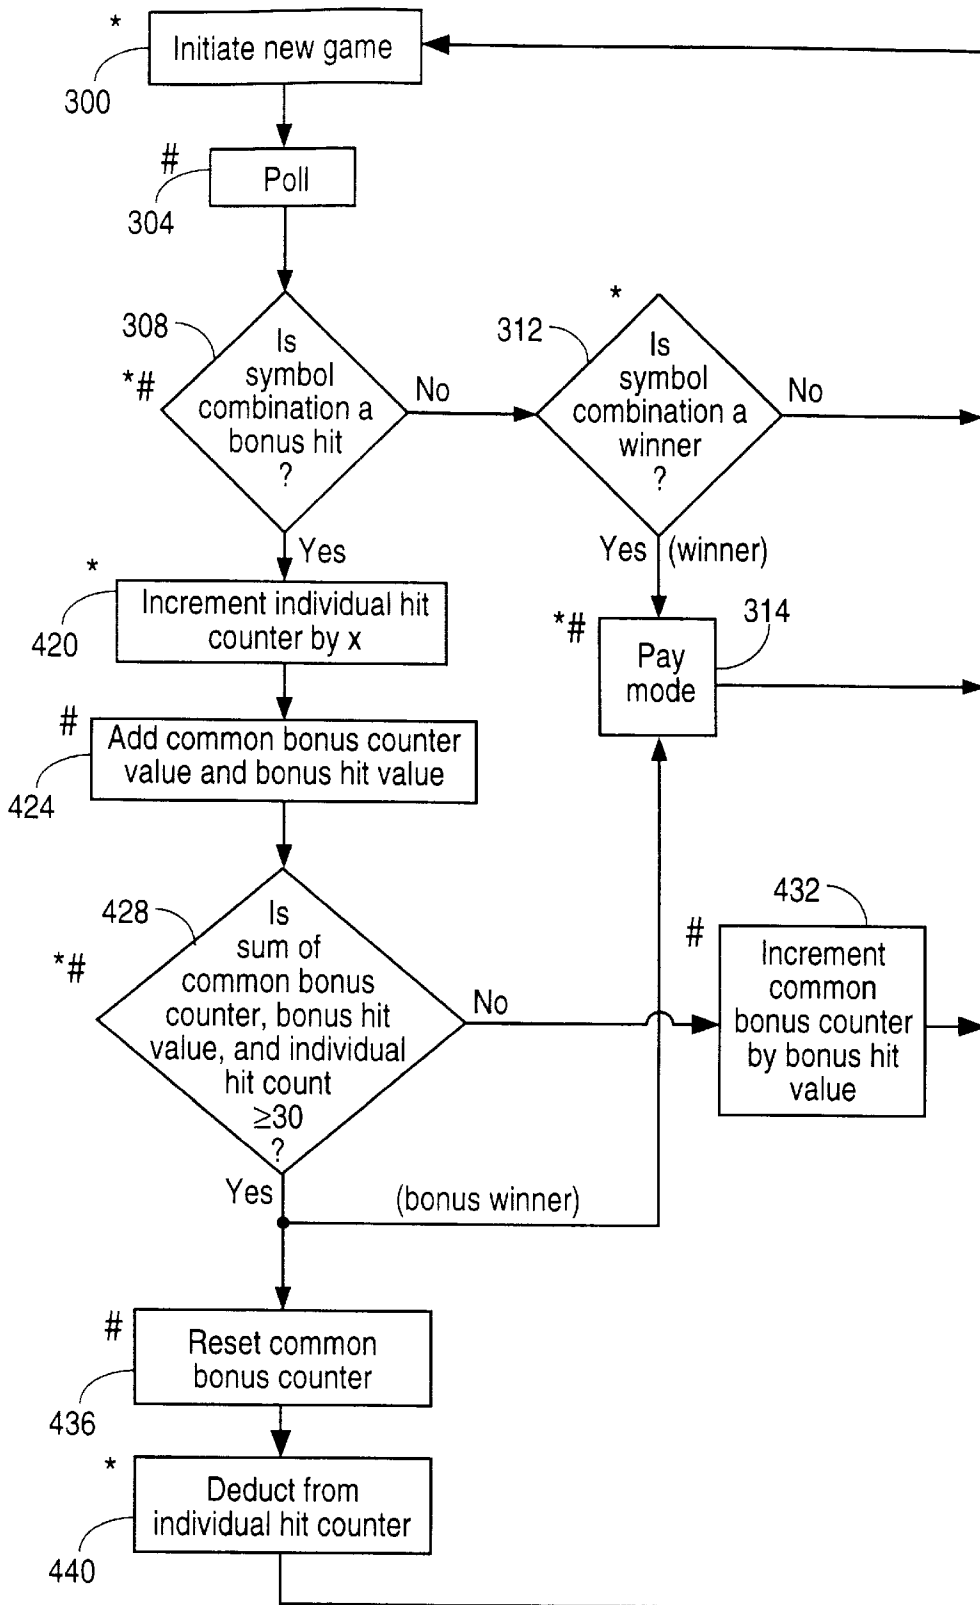 *
Initiate new game
300
#
Poll
304
308
*#
Is
symbol
combination a
bonus hit
?
No
*
312
Is
symbol
combination a
winner
?
No
Yes
Yes (winner)
*
Increment individual hit
counter by x
420
*#
Pay
mode
314
#
Add common bonus counter
value and bonus hit value
424
428
*#
Is
sum of
common bonus
counter, bonus hit
value, and individual
hit count
≥30
?
No
432
#
Increment
common
bonus counter
by bonus hit
value
Yes
(bonus winner)
#
Reset common
bonus counter
436
*
Deduct from
individual hit counter
440